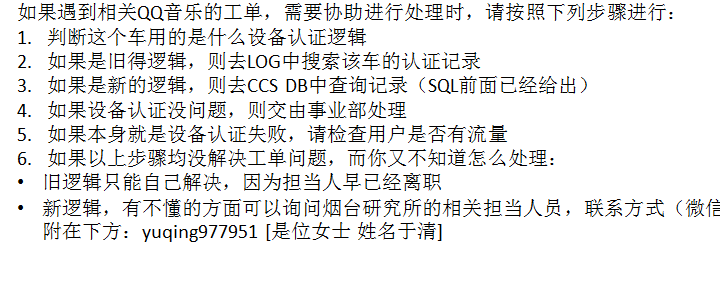 如果遇到相关QQ音乐的工单，需要协助进行处理时，请按照下列步骤进行：
1. 判断这个车用的是什么设备认证逻辑
2. 如果是旧得逻辑，则去LOG中搜索该车的认证记录
3. 如果是新的逻辑，则去CCS DB中查询记录（SQL前面已经给出）
4. 如果设备认证没问题，则交由事业部处理
5. 如果本身就是设备认证失败，请检查用户是否有流量
6. 如果以上步骤均没解决工单问题，而你又不知道怎么处理：
• 旧逻辑只能自己解决，因为担当人早已经离职
• 新逻辑，有不懂的方面可以询问烟台研究所的相关担当人员，联系方式（微信
附在下方：yuqing977951 [是位女士 姓名于清]